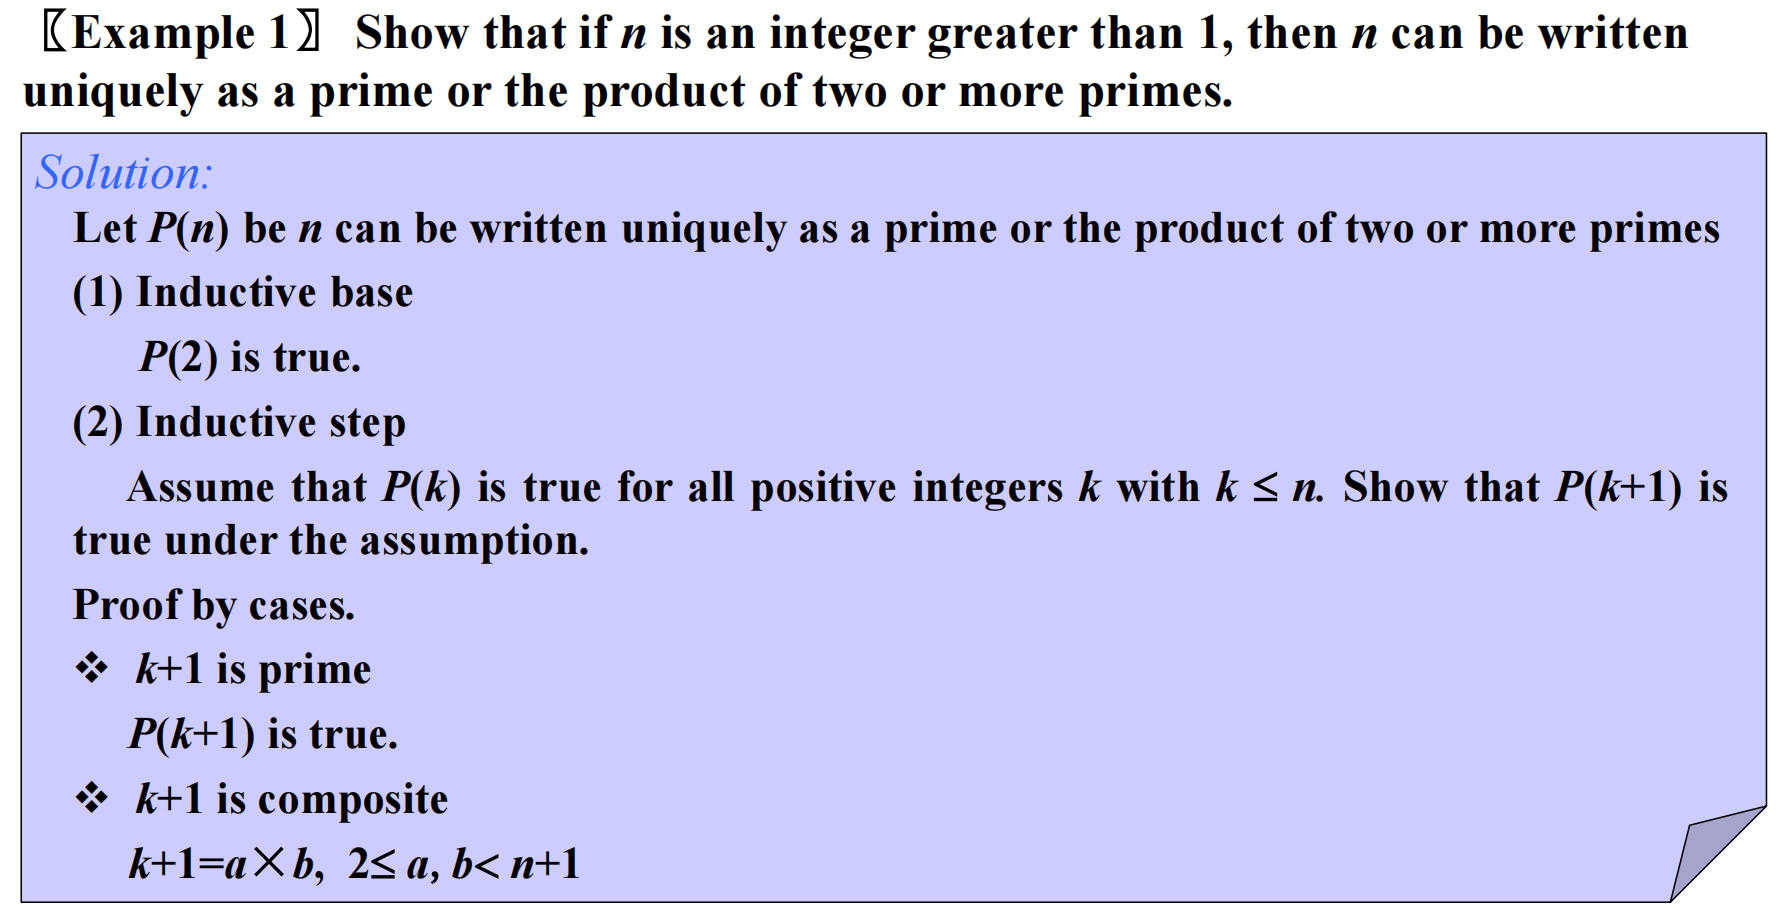 〖Example 1〗 Show that if n is an integer greater than 1, then n can be written
uniquely as a prime or the product of two or more primes.
Solution:
Let P(n) be n can be written uniquely as a prime or the product of two or more primes
(1) Inductive base
P(2) is true.
(2) Inductive step
Assume that P(k) is true for all positive integers k with k ≤ n. Show that P(k+1) is
true under the assumption.
Proof by cases.
❖ k+1 is prime
P(k+1) is true.
❖ k+1 is composite
k+1=a×b, 2≤ a, b< n+1